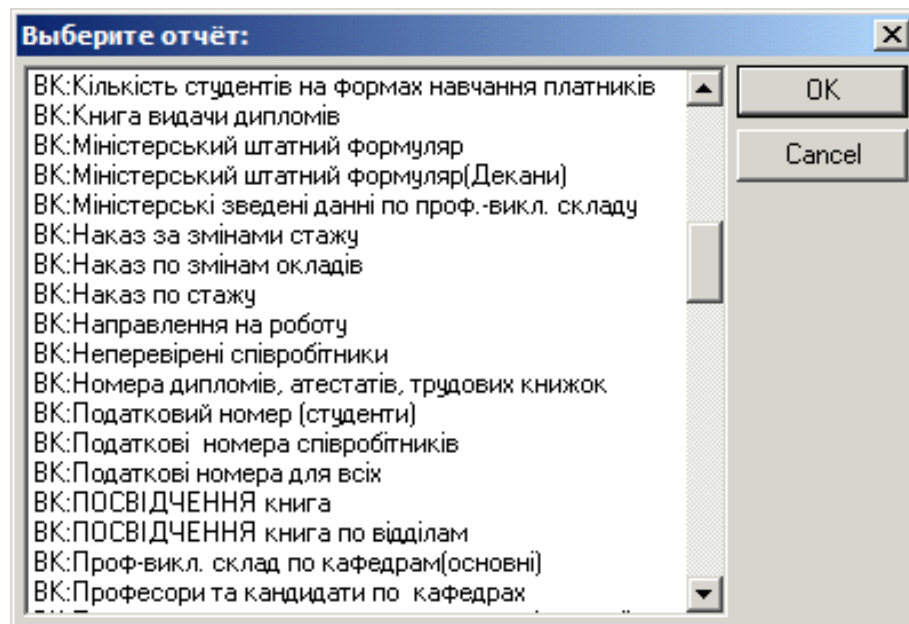 Выберите отчёт:
ВК:Кількість студентів на формах навчання платників
OK
ВК:Книга видачи дипломів
ВК:Міністерський штатний формуляр
Cancel
ВК:Міністерський штатний формуляр(Декани)
ВК:Міністерські зведені данні по проф.-викл. складу
ВК:Наказ за змінами стажу
ВК:Наказ по змінам окладів
ВК:Наказ по стажу
ВК:Направлення на роботу
ВК:Неперевірені співробітники
ВК:Номера дипломів, атестатів, трудових книжок
ВК:Податковий номер (студенти)
ВК:Податкові  номера співробітників
ВК:Податкові номера для всіх
ВК:ПОСВІДЧЕННЯ книга
ВК:ПОСВІДЧЕННЯ книга по відділам
ВК:Проф-викл. склад по кафедрам(основні)
ВК:Професори та кандидати по  кафедрах